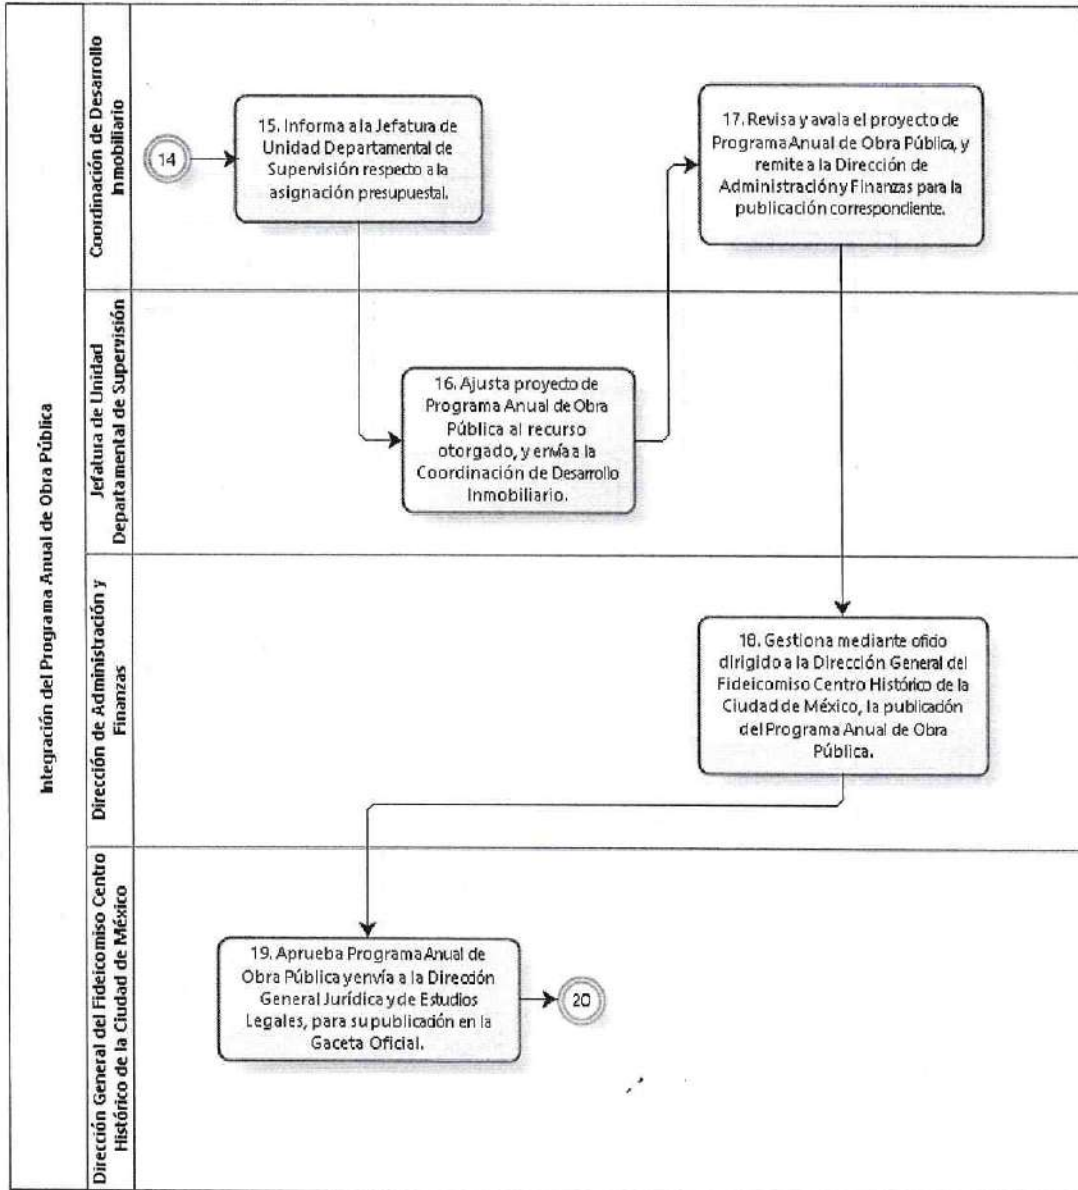 Integración del Programa Anual de Obra Pública
Coordinación de Desarrollo
Inmobiliario
14
15. Informa a la Jefatura de
Unidad Departamental de
Supervisión respecto a la
asignación presupuestal.
17. Revisa y avala el proyecto de
Programa Anual de Obra Pública, y
remite a la Dirección de
Administración y Finanzas para la
publicación correspondiente.
Jefatura de Unidad
Departamental de Supervisión
16. Ajusta proyecto de
Programa Anual de Obra
Pública al recurso
otorgado, y envía a la
Coordinación de Desarrollo
Inmobiliario.
Dirección de Administración y
Finanzas
18. Gestiona mediante oficio
dirigido a la Dirección General del
Fideicomiso Centro Histórico de la
Ciudad de México, la publicación
del Programa Anual de Obra
Pública.
Dirección General del Fideicomiso Centro
Histórico de la Ciudad de México
19. Aprueba Programa Anual de
Obra Pública y envía a la Dirección
General Jurídica y de Estudios
Legales, para su publicación en la
Gaceta Oficial.
20